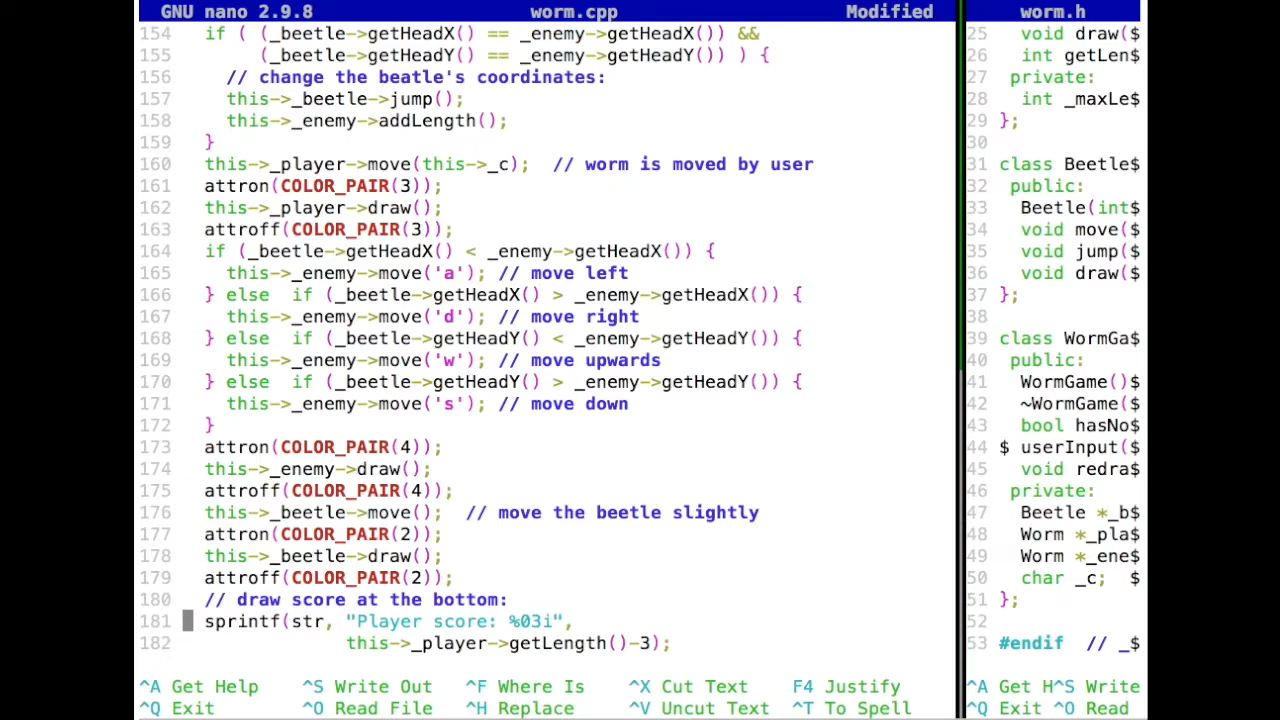 GNU nano 2.9.8 worm.cpp Modified
154 if ( (_beetle->getHeadX() == _enemy->getHeadX()) &&
155 (_beetle->getHeadY() == _enemy->getHeadY()) ) {
156 // change the beatle's coordinates:
157 this->_beetle->jump();
158 this->_enemy->addLength();
159 }
160 this->_player->move(this->_c); // worm is moved by user
161 attron(COLOR_PAIR(3));
162 this->_player->draw();
163 attroff(COLOR_PAIR(3));
164 if (_beetle->getHeadX() < _enemy->getHeadX()) {
165 this->_enemy->move('a'); // move left
166 } else if (_beetle->getHeadX() > _enemy->getHeadX()) {
167 this->_enemy->move('d'); // move right
168 } else if (_beetle->getHeadY() < _enemy->getHeadY()) {
169 this->_enemy->move('w'); // move upwards
170 } else if (_beetle->getHeadY() > _enemy->getHeadY()) {
171 this->_enemy->move('s'); // move down
172 }
173 attron(COLOR_PAIR(4));
174 this->_enemy->draw();
175 attroff(COLOR_PAIR(4));
176 this->_beetle->move(); // move the beetle slightly
177 attron(COLOR_PAIR(2));
178 this->_beetle->draw();
179 attroff(COLOR_PAIR(2));
180 // draw score at the bottom:
181 sprintf(str, "Player score: %03i",
182 this->_player->getLength()-3);
^A Get Help ^S Write Out ^F Where Is ^X Cut Text F4 Justify
^Q Exit ^O Read File ^H Replace ^V Uncut Text ^T To Spell
worm.h
25 void draw($
26 int getLen$
27 private:
28 int _maxLe$
29 };
30
31 class Beetle$
32 public:
33 Beetle(int$
34 void move($
35 void jump($
36 void draw($
37 };
38
39 class WormGa$
40 public:
41 WormGame()$
42 ~WormGame($
43 bool hasNo$
44 $ userInput($
45 void redra$
46 private:
47 Beetle *_b$
48 Worm *_pla$
49 Worm *_ene$
50 char _c; $
51 };
52
53 #endif // _$
^A Get H^S Write
^Q Exit ^O Read